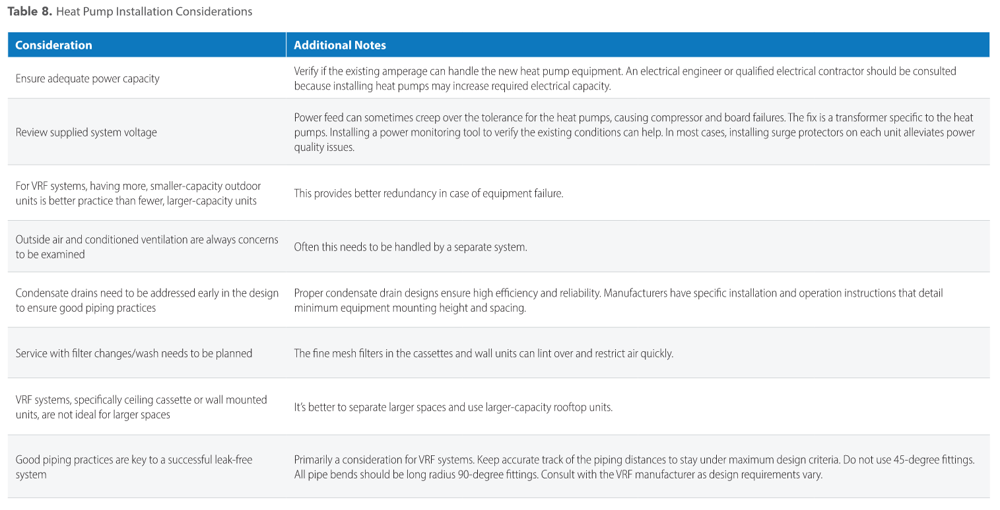 Table 8. Heat Pump Installation Considerations
Consideration
Additional Notes
Ensure adequate power capacity
Verify if the existing amperage can handle the new heat pump equipment. An electrical engineer or qualified electrical contractor should be consulted
because installing heat pumps may increase required electrical capacity.
Review supplied system voltage
Power feed can sometimes creep over the tolerance for the heat pumps, causing compressor and board failures. The fix is a transformer specific to the heat
pumps. Installing a power monitoring tool to verify the existing conditions can help. In most cases, installing surge protectors on each unit alleviates power
quality issues.
For VRF systems, having more, smaller-capacity outdoor
units is better practice than fewer, larger-capacity units
This provides better redundancy in case of equipment failure.
Outside air and conditioned ventilation are always concerns
to be examined
Often this needs to be handled by a separate system.
Condensate drains need to be addressed early in the design
to ensure good piping practices
Proper condensate drain designs ensure high efficiency and reliability. Manufacturers have specific installation and operation instructions that detail
minimum equipment mounting height and spacing.
Service with filter changes/wash needs to be planned
The fine mesh filters in the cassettes and wall units can lint over and restrict air quickly.
VRF systems, specifically ceiling cassette or wall mounted
units, are not ideal for larger spaces
It's better to separate larger spaces and use larger-capacity rooftop units.
Good piping practices are key to a successful leak-free
system
Primarily a consideration for VRF systems. Keep accurate track of the piping distances to stay under maximum design criteria. Do not use 45-degree fittings.
All pipe bends should be long radius 90-degree fittings. Consult with the VRF manufacturer as design requirements vary.